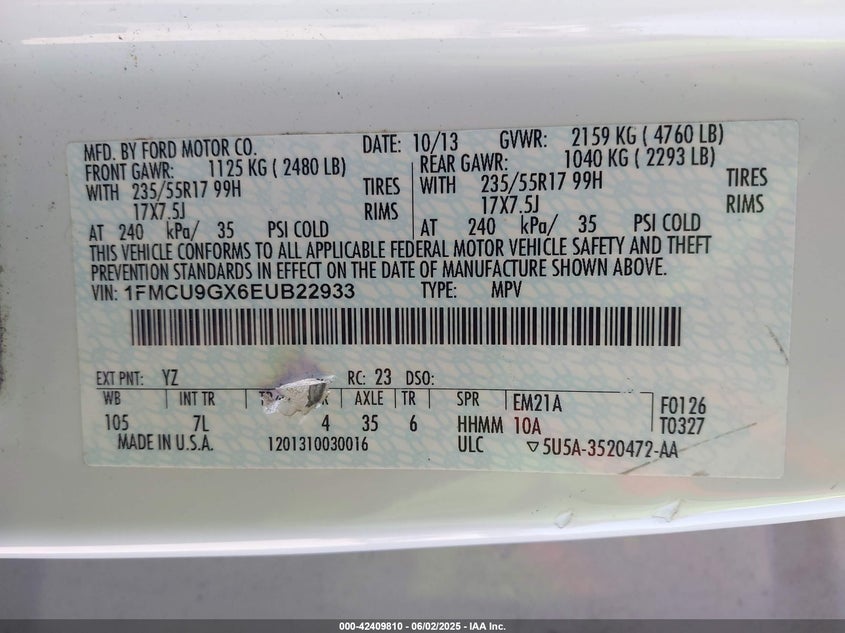 MFD. BY FORD MOTOR CO. DATE: 10/13 GVWR: 2159 KG ( 4760 LB)
FRONT GAWR: 1125 KG ( 2480 LB) REAR GAWR: 1040 KG ( 2293 LB)
WITH 235/55R17 99H TIRES WITH 235/55R17 99H TIRES
17X7.5J RIMS 17X7.5J RIMS
AT 240 kPa/ 35 PSI COLD AT 240 kPa/ 35 PSI COLD
THIS VEHICLE CONFORMS TO ALL APPLICABLE FEDERAL MOTOR VEHICLE SAFETY AND THEFT
PREVENTION STANDARDS IN EFFECT ON THE DATE OF MANUFACTURE SHOWN ABOVE.
VIN: 1FMCU9GX6EUB22933 TYPE: MPV
EXT PNT: YZ RC: 23 DSO:
WB INT TR AXLE TR SPR EM21A F0126
105 7L 4 35 6 HHMM 10A T0327
MADE IN U.S.A. 1201310030016 ULC ▽5U5A-3520472-AA
000-42409810 - 06/02/2025 - IAA Inc.